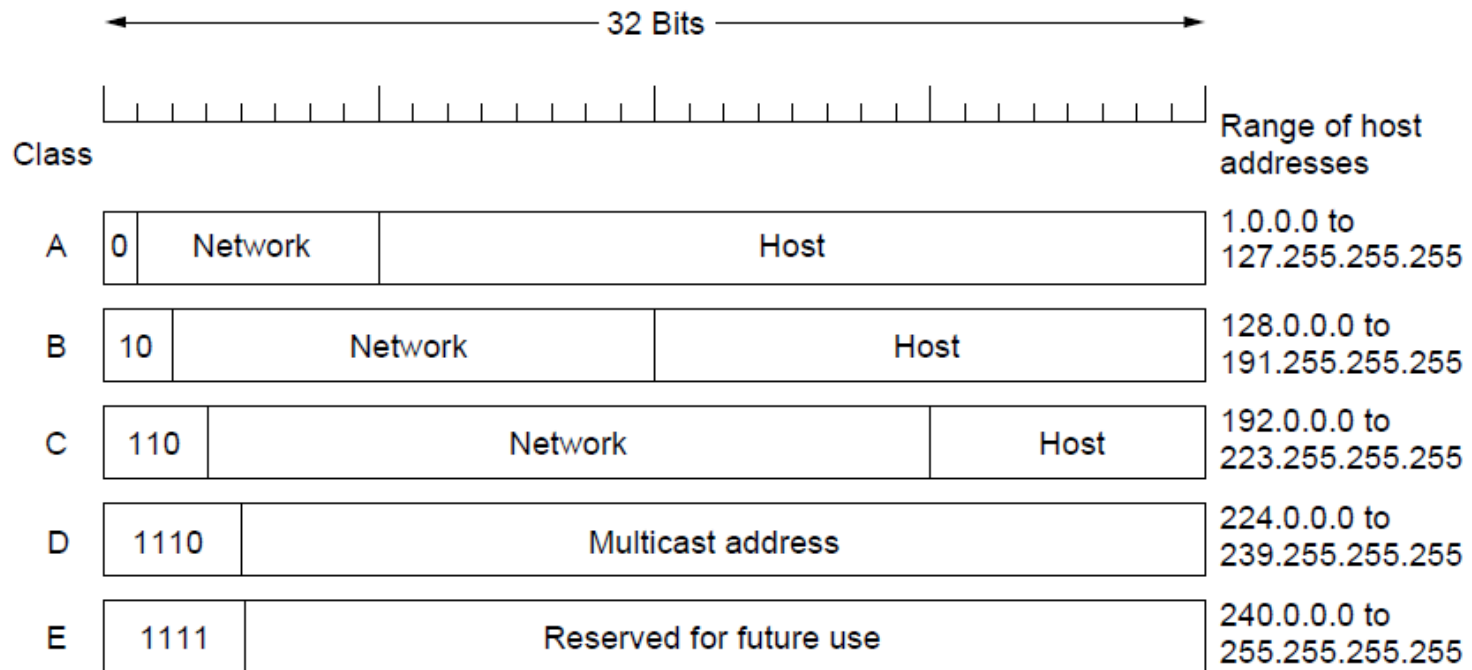 32 Bits
Range of host
addresses
Class
A
0
Network
Host
1.0.0.0 to
127.255.255.255
B
10
Network
Host
128.0.0.0 to
191.255.255.255
C
110
Network
Host
192.0.0.0 to
223.255.255.255
D
1110
Multicast address
224.0.0.0 to
239.255.255.255
E
1111
Reserved for future use
240.0.0.0 to
255.255.255.255